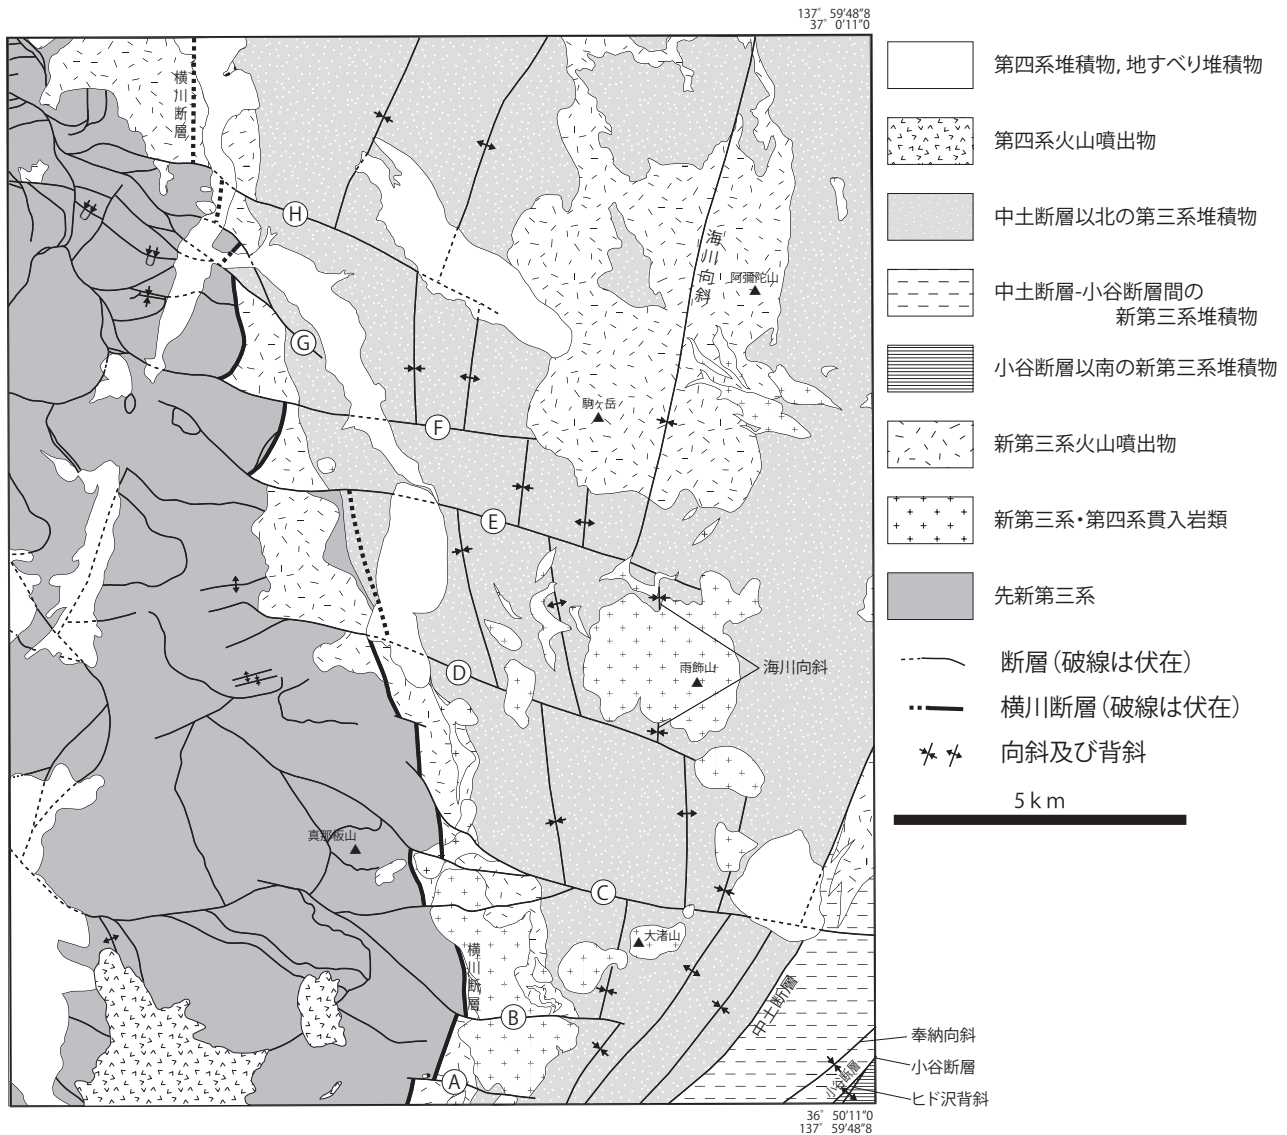 137° 59'48"8
37° 0'11"0
横川断層
H
海川向斜
阿彌陀山
G
駒ヶ岳
F
E
D
雨飾山
海川向斜
真那板山
C
大渚山
横川断層
中土断層
B
A
小谷断層
奉納向斜
小谷断層
ヒド沢背斜
36° 50'11"0
137° 59'48"8
第四系堆積物, 地すべり堆積物
第四系火山噴出物
中土断層以北の第三系堆積物
中土断層-小谷断層間の
新第三系堆積物
小谷断層以南の新第三系堆積物
新第三系火山噴出物
新第三系・第四系貫入岩類
先新第三系
断層(破線は伏在)
横川断層(破線は伏在)
向斜及び背斜
5 k m